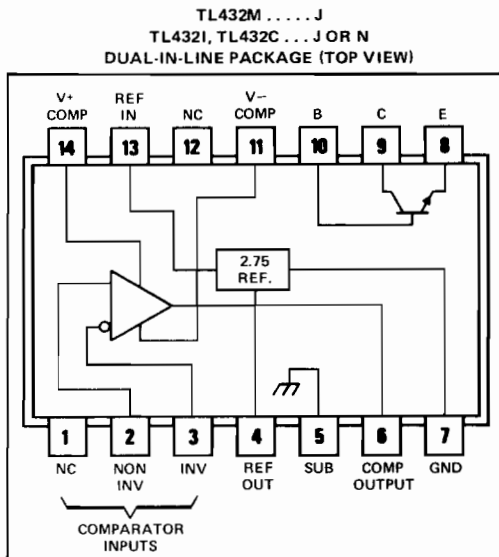 TL432M . . . . . J
TL432I, TL432C . . . J OR N
DUAL-IN-LINE PACKAGE (TOP VIEW)
V+ COMP REF IN NC V– COMP B C E
14 13 12 11 10 9 8
2.75
REF.
1 2 3 4 5 6 7
NC NON INV INV REF OUT SUB COMP OUTPUT GND
COMPARATOR
INPUTS